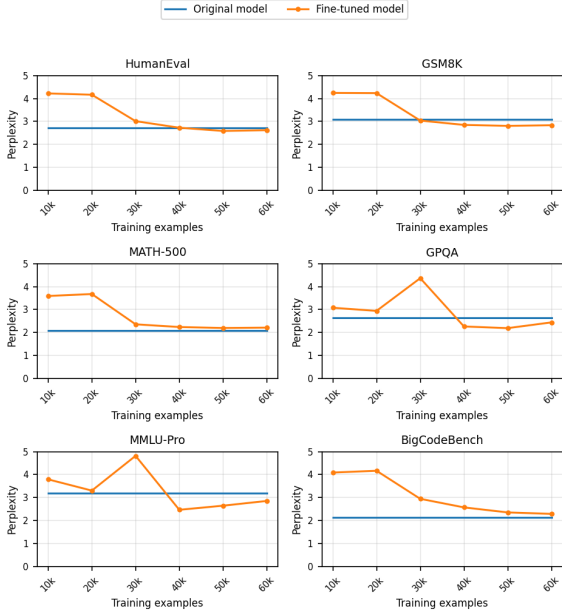 Original model Fine-tuned model
HumanEval
5
4
3
2
1
0
Perplexity
10k 20k 30k 40k 50k 60k
Training examples
GSM8K
5
4
3
2
1
0
Perplexity
10k 20k 30k 40k 50k 60k
Training examples
MATH-500
5
4
3
2
1
0
Perplexity
10k 20k 30k 40k 50k 60k
Training examples
GPQA
5
4
3
2
1
0
Perplexity
10k 20k 30k 40k 50k 60k
Training examples
MMLU-Pro
5
4
3
2
1
0
Perplexity
10k 20k 30k 40k 50k 60k
Training examples
BigCodeBench
5
4
3
2
1
0
Perplexity
10k 20k 30k 40k 50k 60k
Training examples